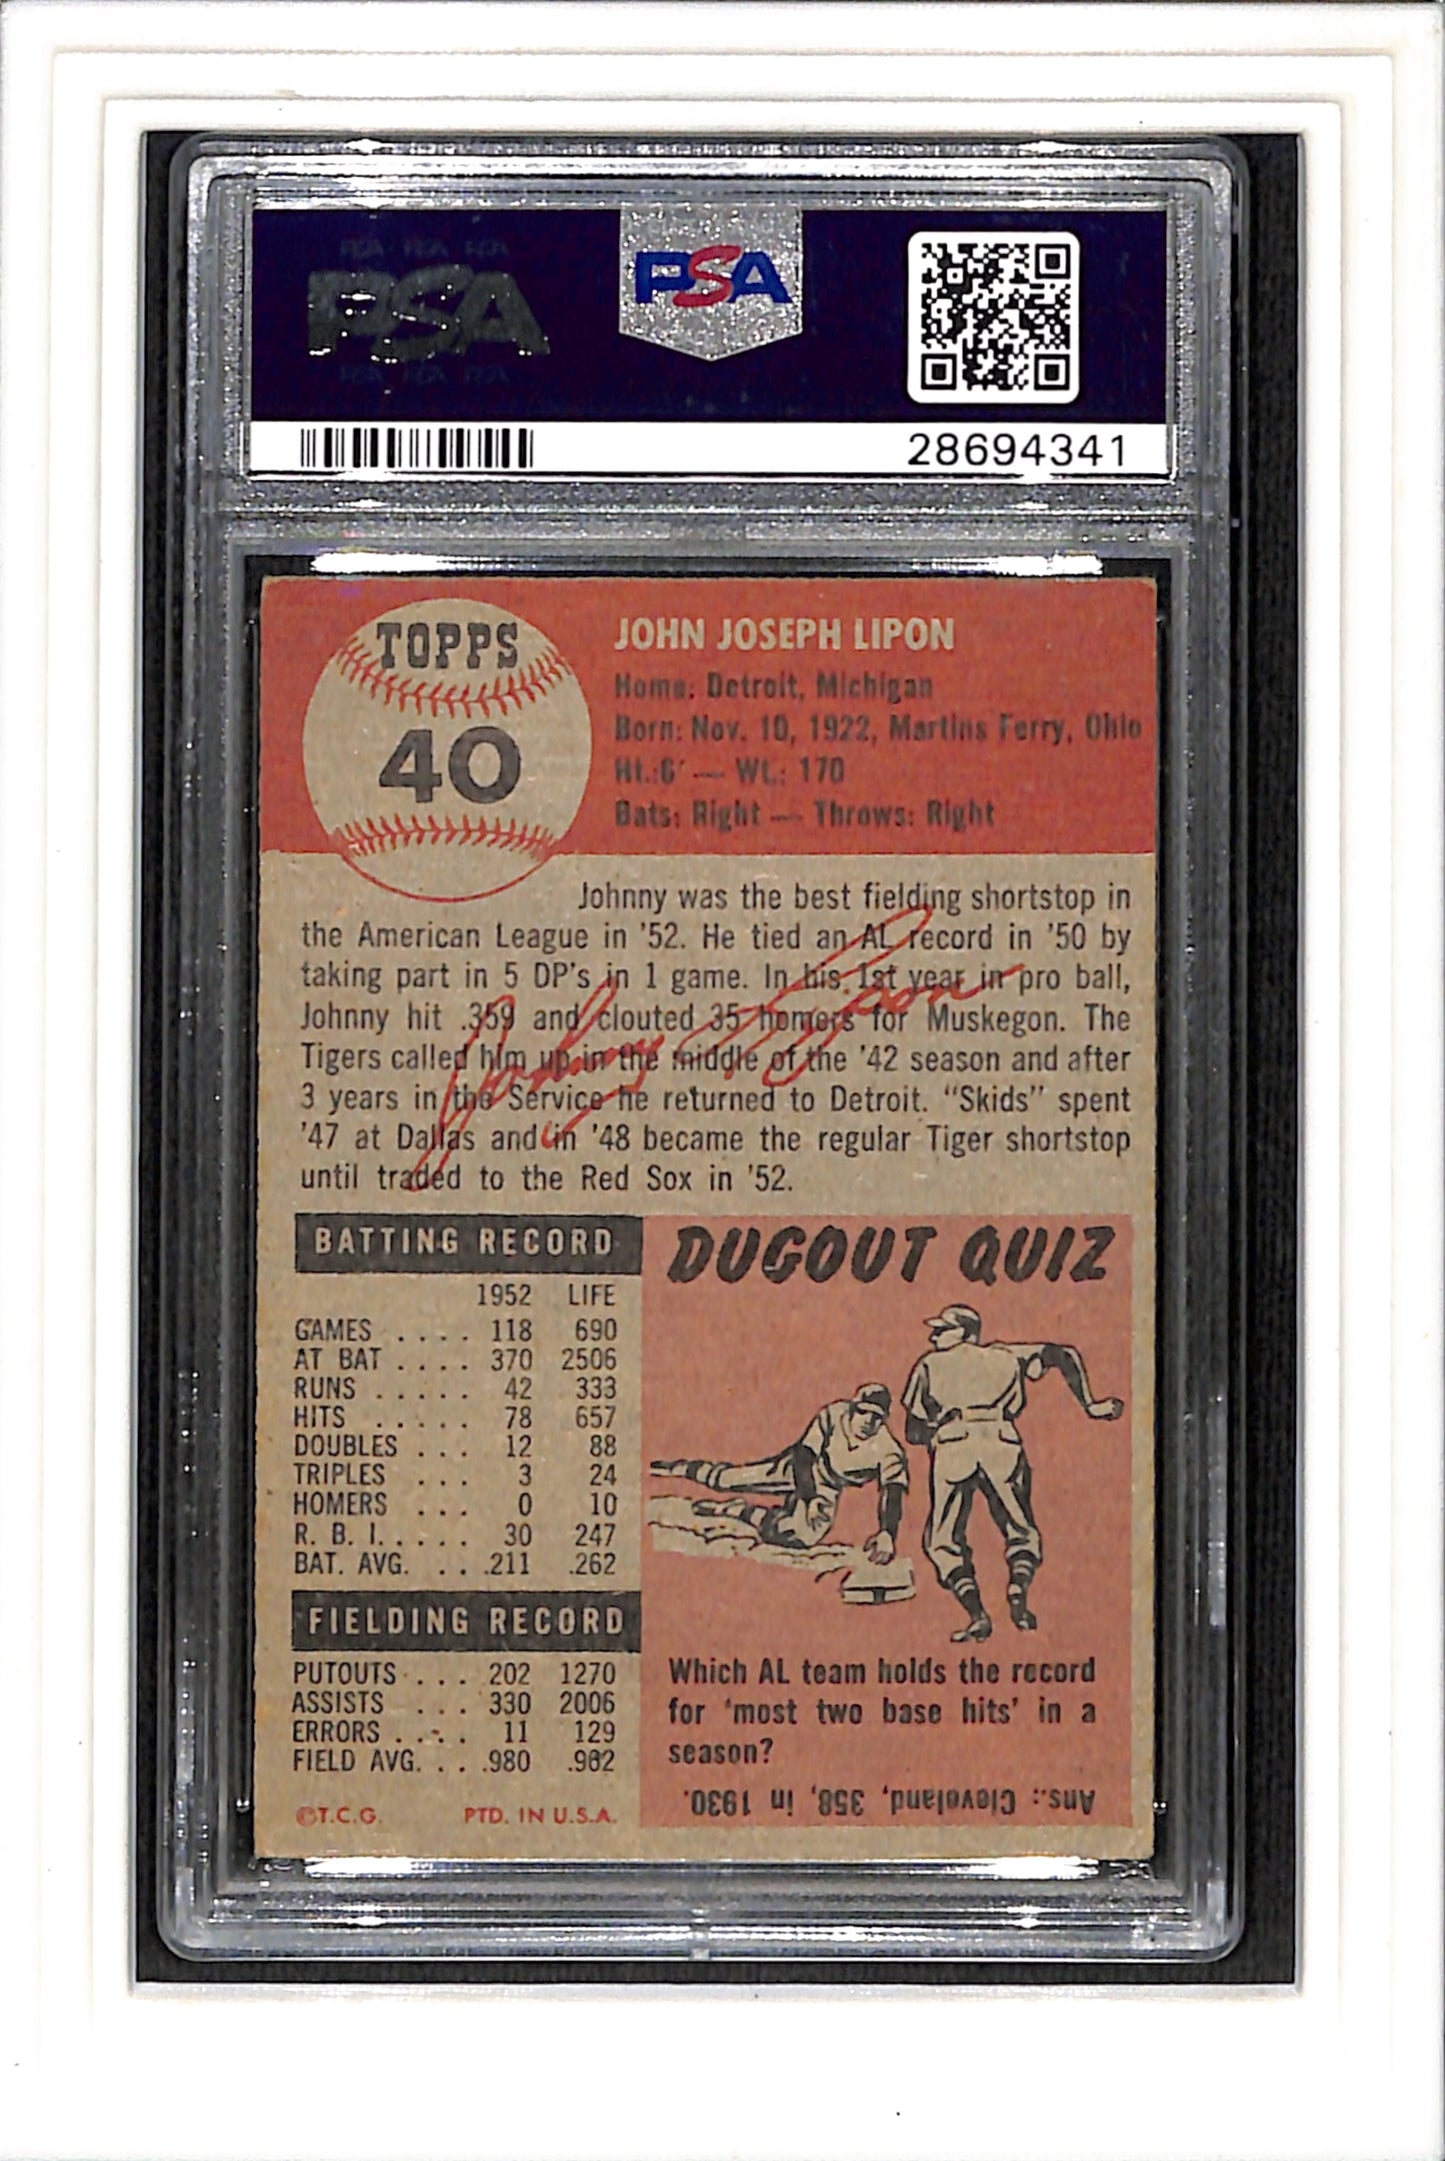 PSA PSA PSA
PSA
PSA PSA PSA
PSA
28694341
TOPPS
40
JOHN JOSEPH LIPON
Home: Detroit, Michigan
Born: Nov. 10, 1922, Martins Ferry, Ohio
Ht.:6' — Wt.: 170
Bats: Right — Throws: Right
Johnny was the best fielding shortstop in
the American League in '52. He tied an AL record in '50 by
taking part in 5 DP's in 1 game. In his 1st year in pro ball,
Johnny hit .359 and clouted 35 homers for Muskegon. The
Tigers called him up in the middle of the '42 season and after
3 years in the Service he returned to Detroit. "Skids" spent
'47 at Dallas and in '48 became the regular Tiger shortstop
until traded to the Red Sox in '52.
Johnny Lipon
BATTING RECORD
1952 LIFE
GAMES .... 118 690
AT BAT .... 370 2506
RUNS ..... 42 333
HITS ..... 78 657
DOUBLES ... 12 88
TRIPLES ... 3 24
HOMERS ... 0 10
R. B. I. .... 30 247
BAT. AVG. .. .211 .262
FIELDING RECORD
PUTOUTS ... 202 1270
ASSISTS ... 330 2006
ERRORS .... 11 129
FIELD AVG. .. .980 .962
©T.C.G. PTD. IN U.S.A.
DUGOUT QUIZ
Which AL team holds the record
for 'most two base hits' in a
season?
Ans.: Cleveland, 358, in 1930.